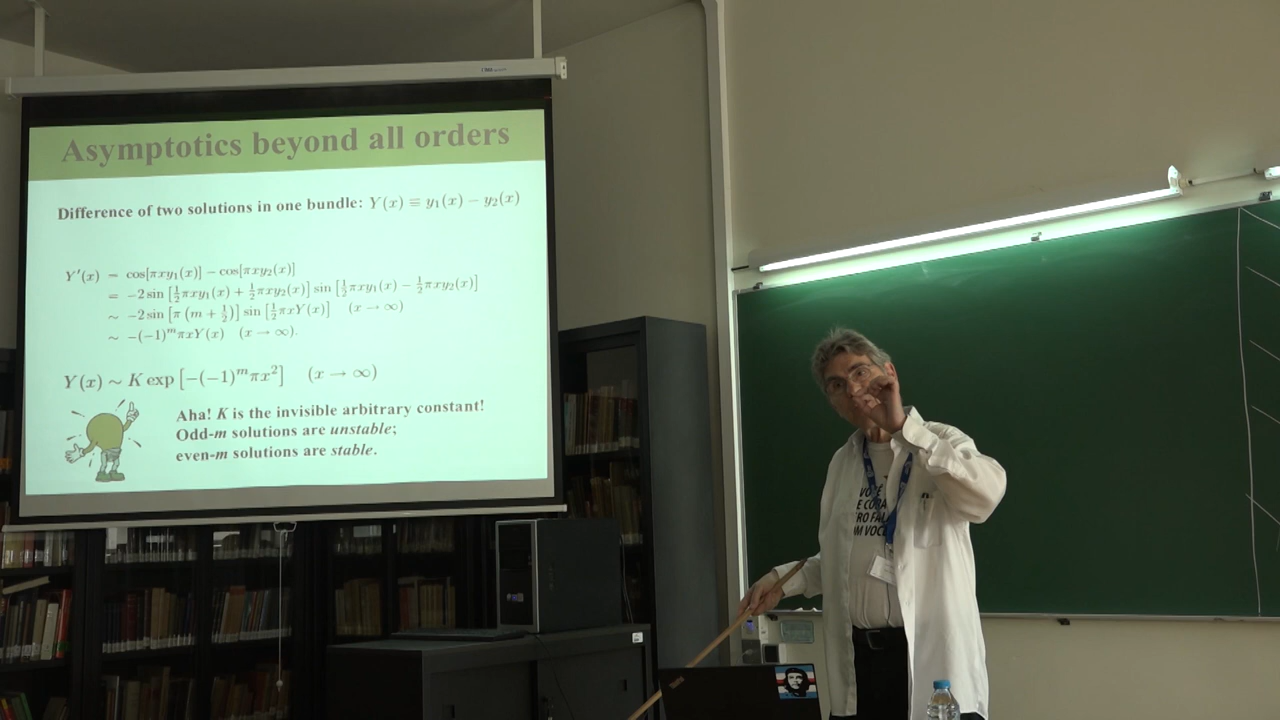 Asymptotics beyond all orders
Difference of two solutions in one bundle: Y(x) ≡ y₁(x) − y₂(x)
Y′(x) = cos[πxy₁(x)] − cos[πxy₂(x)]
= −2 sin [½πxy₁(x) + ½πxy₂(x)] sin [½πxy₁(x) − ½πxy₂(x)]
∼ −2 sin [π (m + ½)] sin [½πxY(x)] (x → ∞)
∼ −(−1)ᵐπxY(x) (x → ∞).
Y(x) ∼ K exp [−(−1)ᵐπx²] (x → ∞)
Aha! K is the invisible arbitrary constant!
Odd-m solutions are unstable;
even-m solutions are stable.